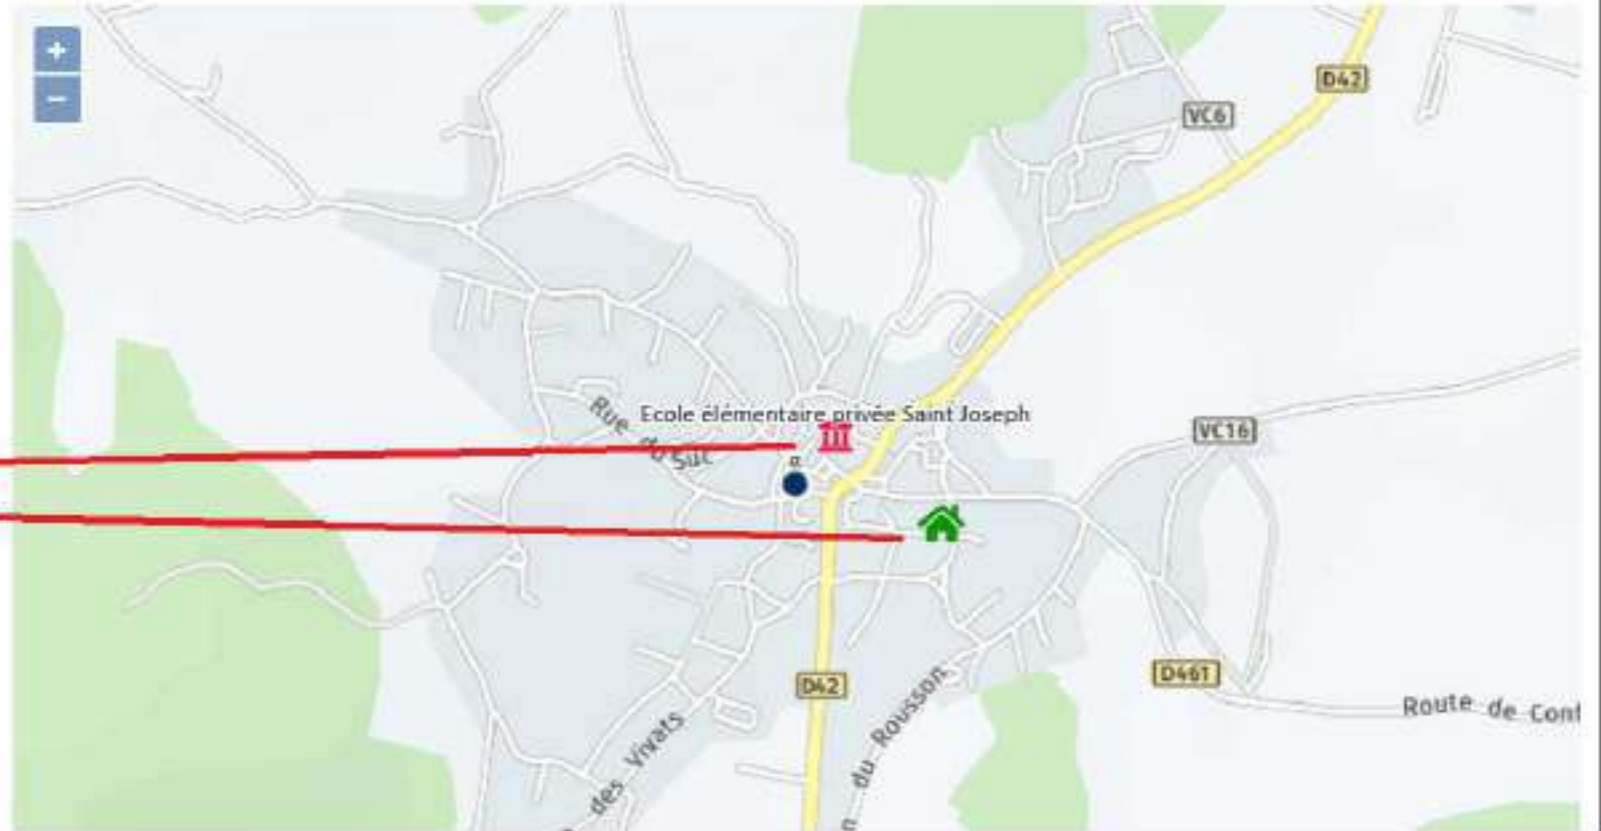 +
−
D42
VC6
Ecole élémentaire privée Saint Joseph
Rue du Suc
VC16
α
D42
D461
Route de Conf
des Vivats
n du Rousson